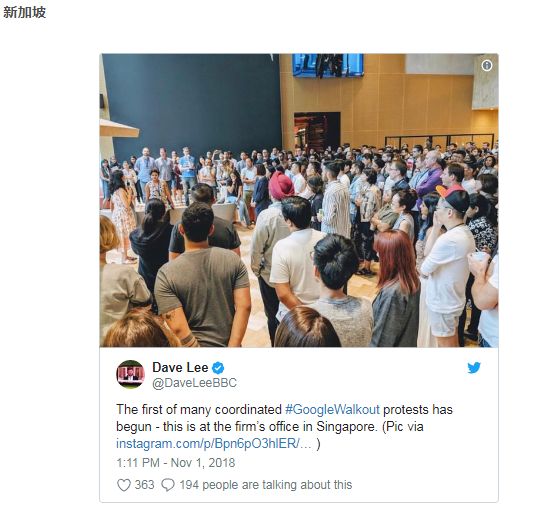 新加坡
Dave Lee
@DaveLeeBBC
The first of many coordinated #GoogleWalkout protests has
begun - this is at the firm's office in Singapore. (Pic via
instagram.com/p/Bpn6pO3hlER/… )
1:11 PM - Nov 1, 2018
363 194 people are talking about this